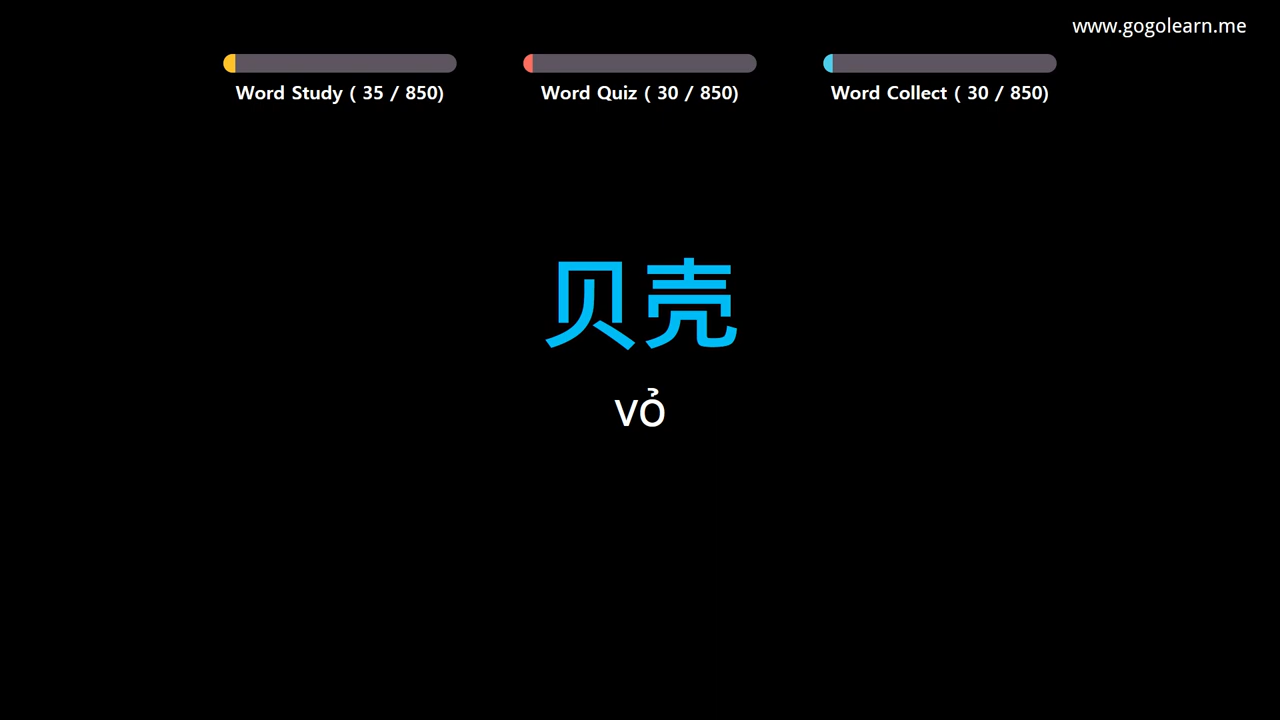 www.gogolearn.me
Word Study ( 35 / 850)
Word Quiz ( 30 / 850)
Word Collect ( 30 / 850)
贝壳
vỏ